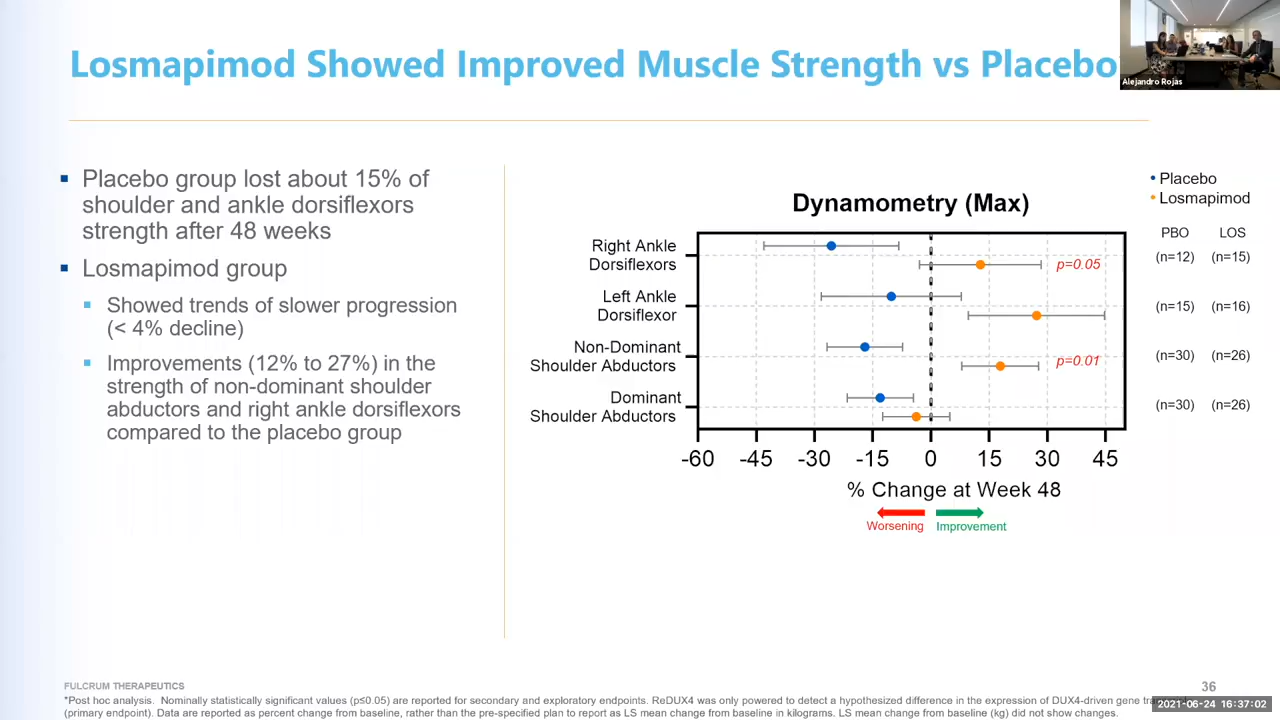 Losmapimod Showed Improved Muscle Strength vs Placebo
Alejandro Rojas
▪ Placebo group lost about 15% of
shoulder and ankle dorsiflexors
strength after 48 weeks
▪ Losmapimod group
▪ Showed trends of slower progression
(< 4% decline)
▪ Improvements (12% to 27%) in the
strength of non-dominant shoulder
abductors and right ankle dorsiflexors
compared to the placebo group
Dynamometry (Max)
Placebo
Losmapimod
PBO LOS
Right Ankle
Dorsiflexors
(n=12) (n=15)
p=0.05
Left Ankle
Dorsiflexor
(n=15) (n=16)
Non-Dominant
Shoulder Abductors
(n=30) (n=26)
p=0.01
Dominant
Shoulder Abductors
(n=30) (n=26)
-60 -45 -30 -15 0 15 30 45
% Change at Week 48
Worsening Improvement
FULCRUM THERAPEUTICS
36
*Post hoc analysis. Nominally statistically significant values (p≤0.05) are reported for secondary and exploratory endpoints. ReDUX4 was only powered to detect a hypothesized difference in the expression of DUX4-driven gene
(primary endpoint). Data are reported as percent change from baseline, rather than the pre-specified plan to report as LS mean change from baseline in kilograms. LS mean change from baseline (kg) did not show changes.
2021-06-24 16:37:02